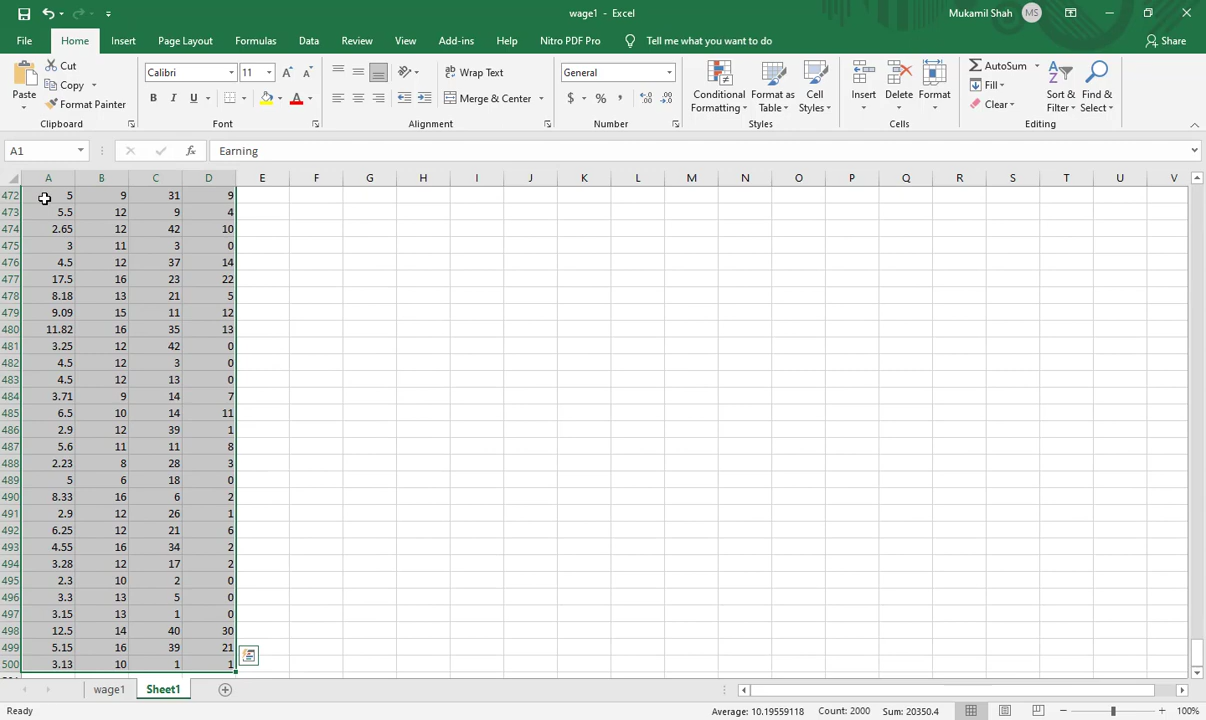 wage1 - Excel
Mukamil Shah MS
File Home Insert Page Layout Formulas Data Review View Add-ins Help Nitro PDF Pro Tell me what you want to do Share
Paste
Cut
Copy
Format Painter
Clipboard
Calibri 11
B I U
Font
Wrap Text
Merge & Center
Alignment
General
$ % ,
Number
Conditional Formatting
Format as Table
Cell Styles
Styles
Insert
Delete
Format
Cells
AutoSum
Fill
Clear
Sort & Filter
Find & Select
Editing
A1 fx Earning
A B C D E F G H I J K L M N O P Q R S T U V
472 5 9 31 9
473 5.5 12 9 4
474 2.65 12 42 10
475 3 11 3 0
476 4.5 12 37 14
477 17.5 16 23 22
478 8.18 13 21 5
479 9.09 15 11 12
480 11.82 16 35 13
481 3.25 12 42 0
482 4.5 12 3 0
483 4.5 12 13 0
484 3.71 9 14 7
485 6.5 10 14 11
486 2.9 12 39 1
487 5.6 11 11 8
488 2.23 8 28 3
489 5 6 18 0
490 8.33 16 6 2
491 2.9 12 26 1
492 6.25 12 21 6
493 4.55 16 34 2
494 3.28 12 17 2
495 2.3 10 2 0
496 3.3 13 5 0
497 3.15 13 1 0
498 12.5 14 40 30
499 5.15 16 39 21
500 3.13 10 1 1
wage1 Sheet1
Ready Average: 10.19559118 Count: 2000 Sum: 20350.4 100%